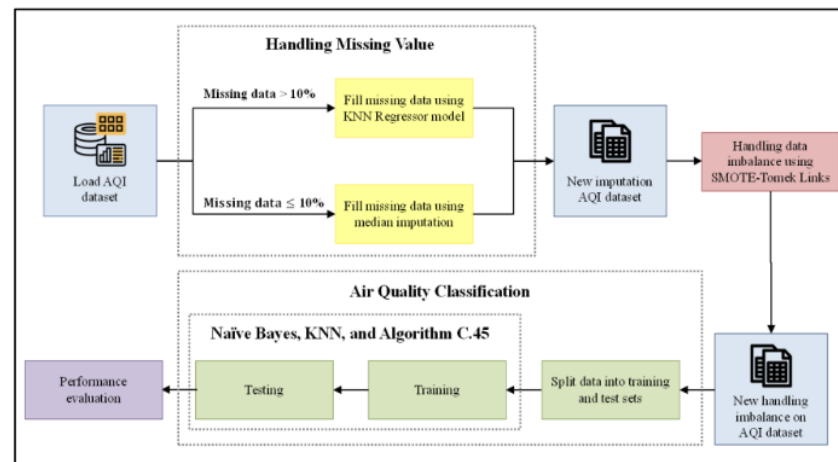 Handling Missing Value
Missing data > 10%
Fill missing data using
KNN Regressor model
Load AQI
dataset
Missing data ≤ 10%
Fill missing data using
median imputation
New imputation
AQI dataset
Handling data
imbalance using
SMOTE-Tomek Links
Air Quality Classification
Naïve Bayes, KNN, and Algorithm C.45
Performance
evaluation
Testing
Training
Split data into training
and test sets
New handling
imbalance on
AQI dataset